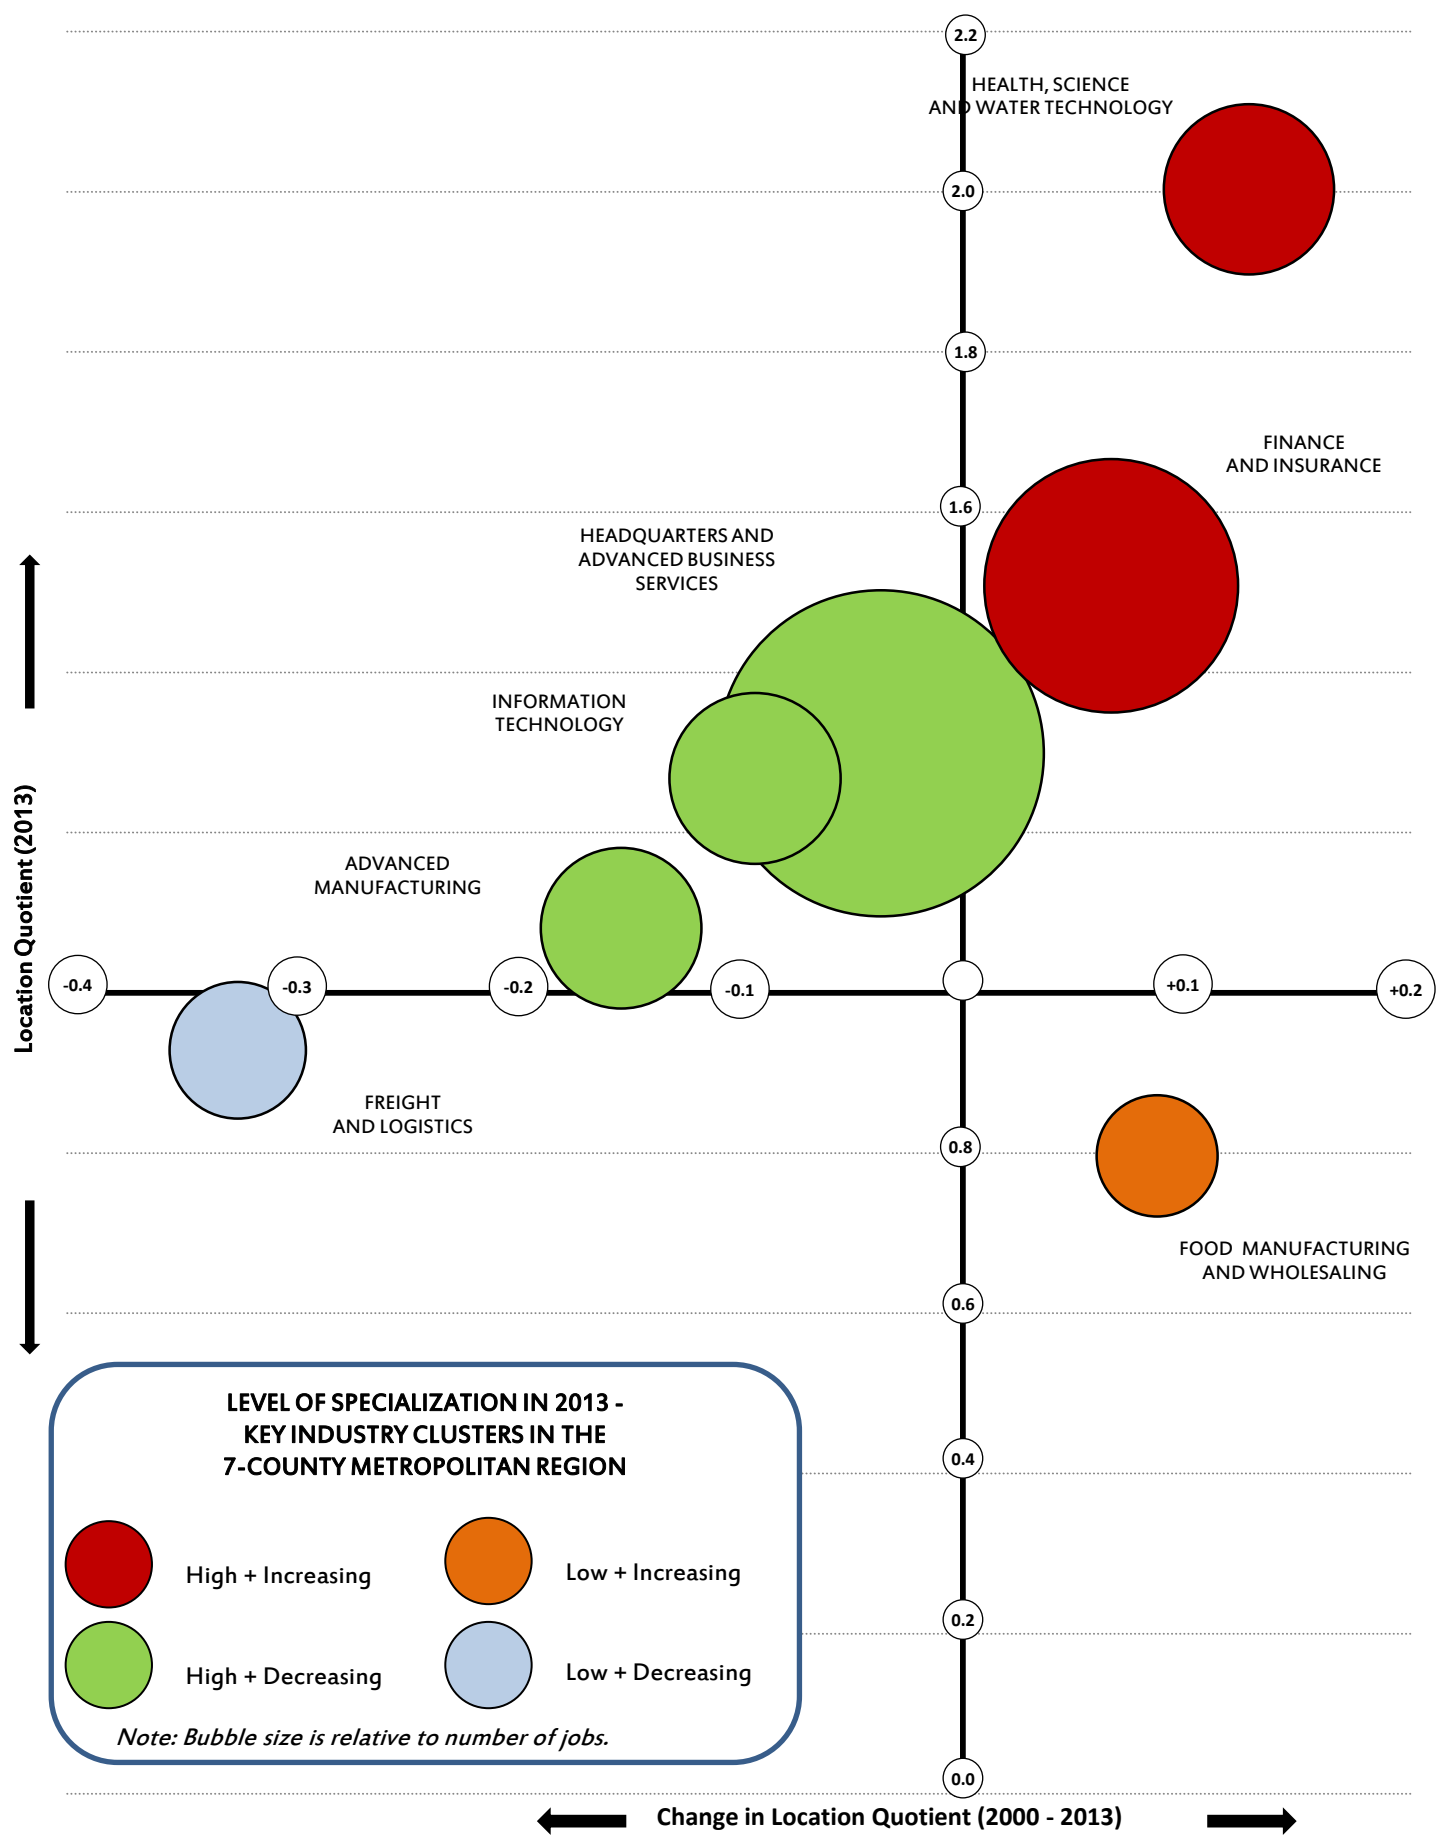 2.2
HEALTH, SCIENCE
AND WATER TECHNOLOGY
2.0
1.8
FINANCE
AND INSURANCE
1.6
HEADQUARTERS AND
ADVANCED BUSINESS
SERVICES
INFORMATION
TECHNOLOGY
ADVANCED
MANUFACTURING
Location Quotient (2013)
-0.4
-0.3
-0.2
-0.1
+0.1
+0.2
FREIGHT
AND LOGISTICS
0.8
FOOD MANUFACTURING
AND WHOLESALING
0.6
LEVEL OF SPECIALIZATION IN 2013 -
KEY INDUSTRY CLUSTERS IN THE
7-COUNTY METROPOLITAN REGION
0.4
High + Increasing
Low + Increasing
0.2
High + Decreasing
Low + Decreasing
Note: Bubble size is relative to number of jobs.
0.0
Change in Location Quotient (2000 - 2013)